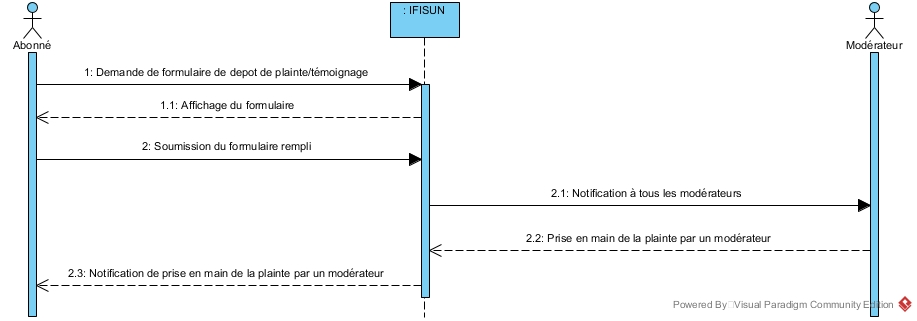 : IFISUN
Abonné
Modérateur
1: Demande de formulaire de depot de plainte/témoignage
1.1: Affichage du formulaire
2: Soumission du formulaire rempli
2.1: Notification à tous les modérateurs
2.2: Prise en main de la plainte par un modérateur
2.3: Notification de prise en main de la plainte par un modérateur
Powered By Visual Paradigm Community Edition